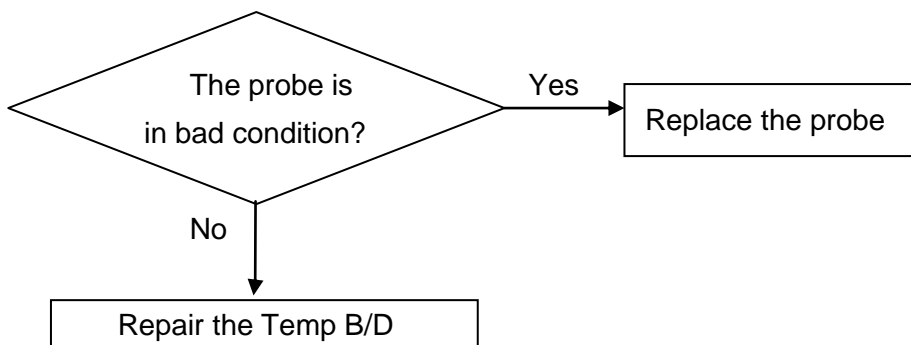 The probe is
in bad condition?
Yes
Replace the probe
No
Repair the Temp B/D